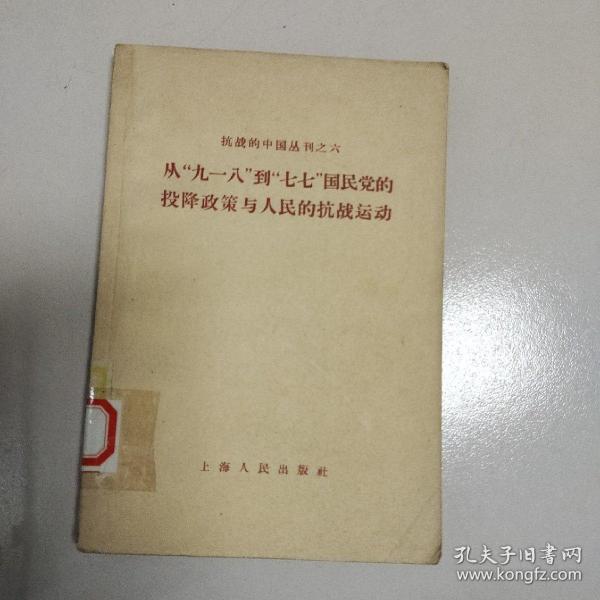 抗战的中国丛刊之六
从“九一八”到“七七”国民党的
投降政策与人民的抗战运动
上海人民出版社
孔夫子旧书网
www.kongfz.com